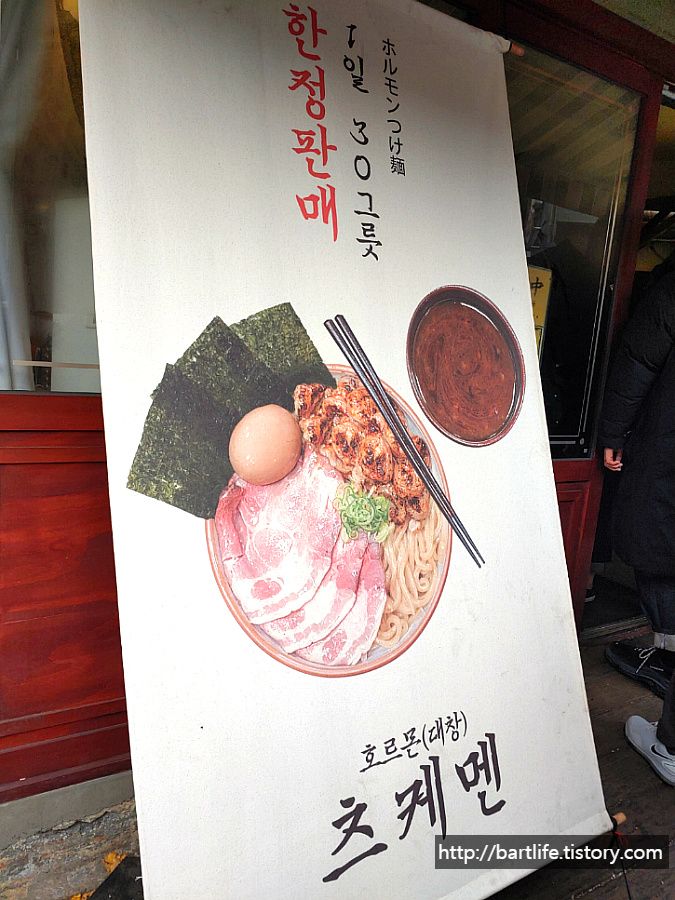 ホルモンつけ麺
1일 30그릇
한정판매
호르몬(대창)
츠케멘
中
http://bartlife.tistory.com